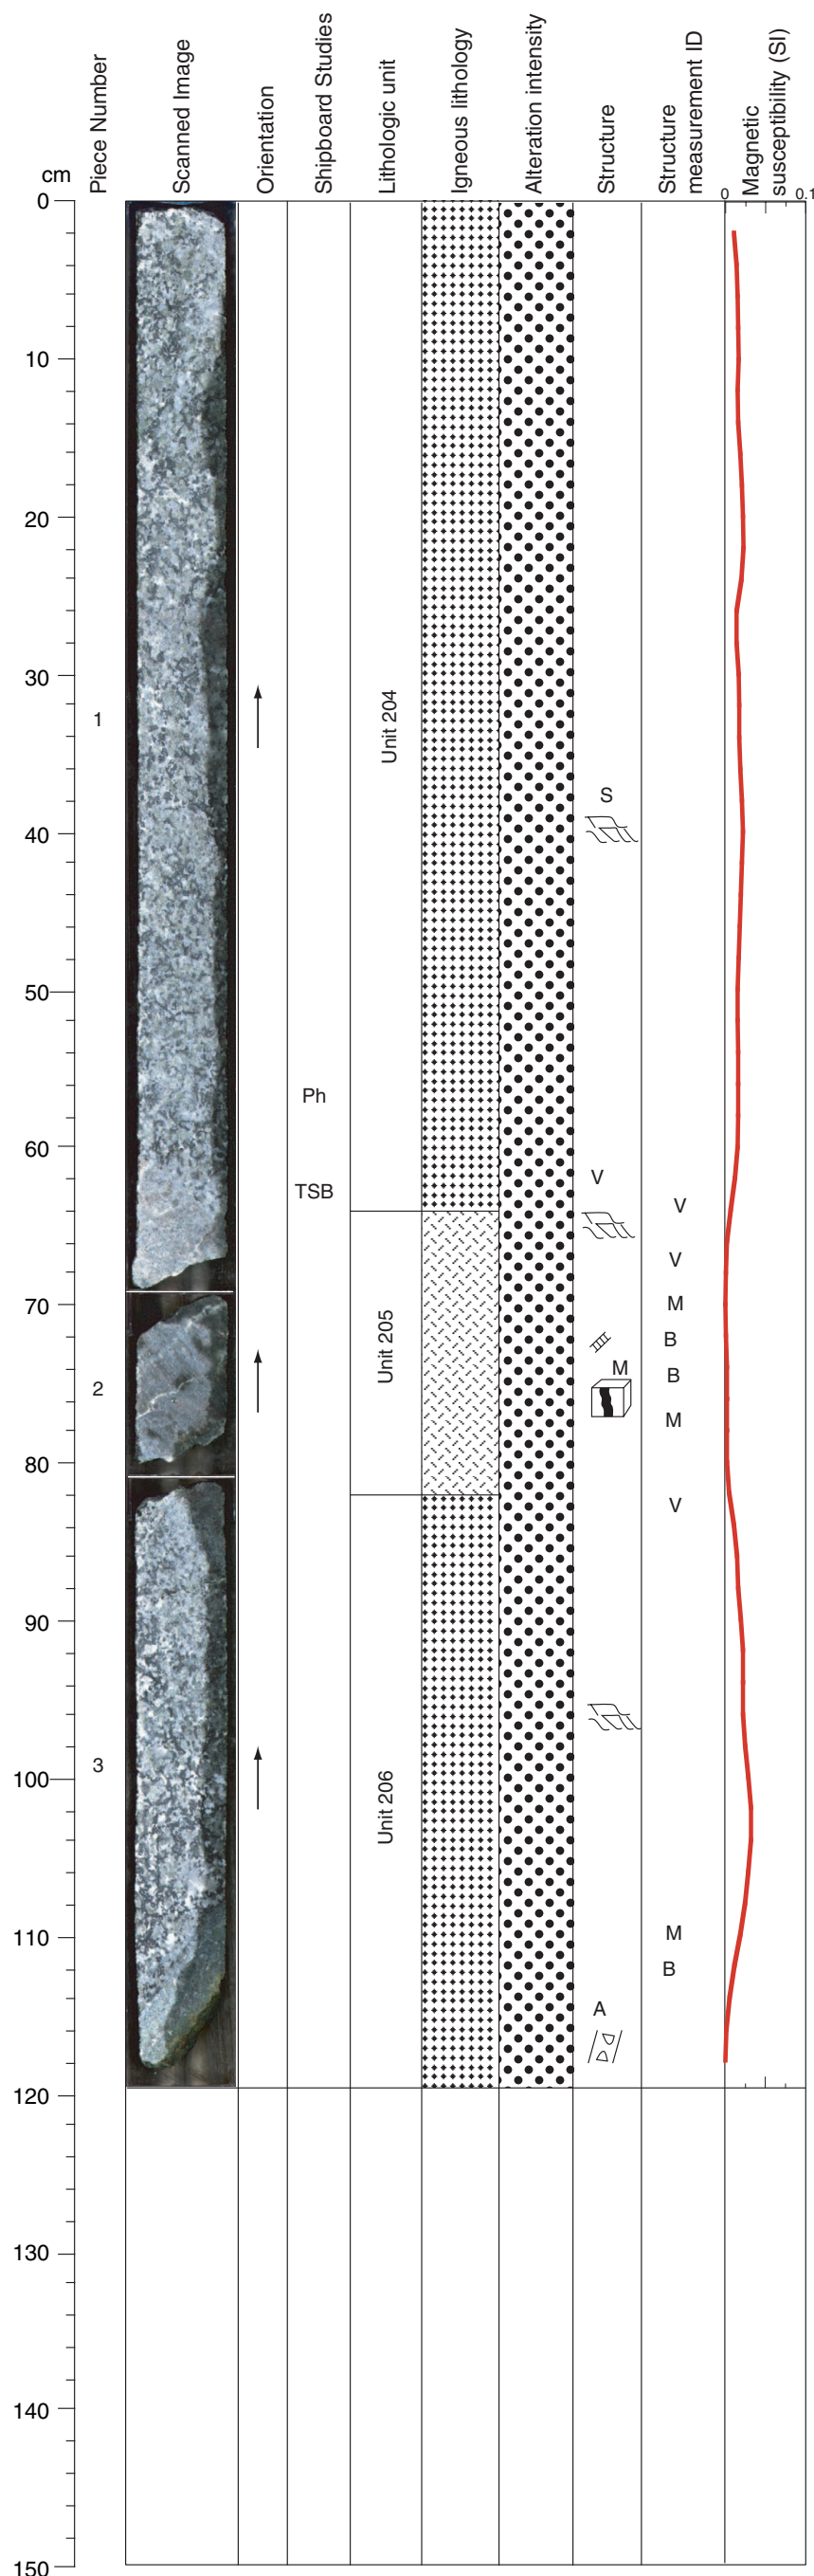 cm
Piece Number
Scanned Image
Orientation
Shipboard Studies
Lithologic unit
Igneous lithology
Alteration intensity
Structure
Structure
measurement ID
Magnetic
susceptibility (SI)
0 0.1
0
10
20
30
1
Unit 204
S
40
50
Ph
60
V
TSB
V
V
70
M
B
Unit 205
M
B
2
M
80
V
90
3
100
Unit 206
110
M
B
A
120
130
140
150